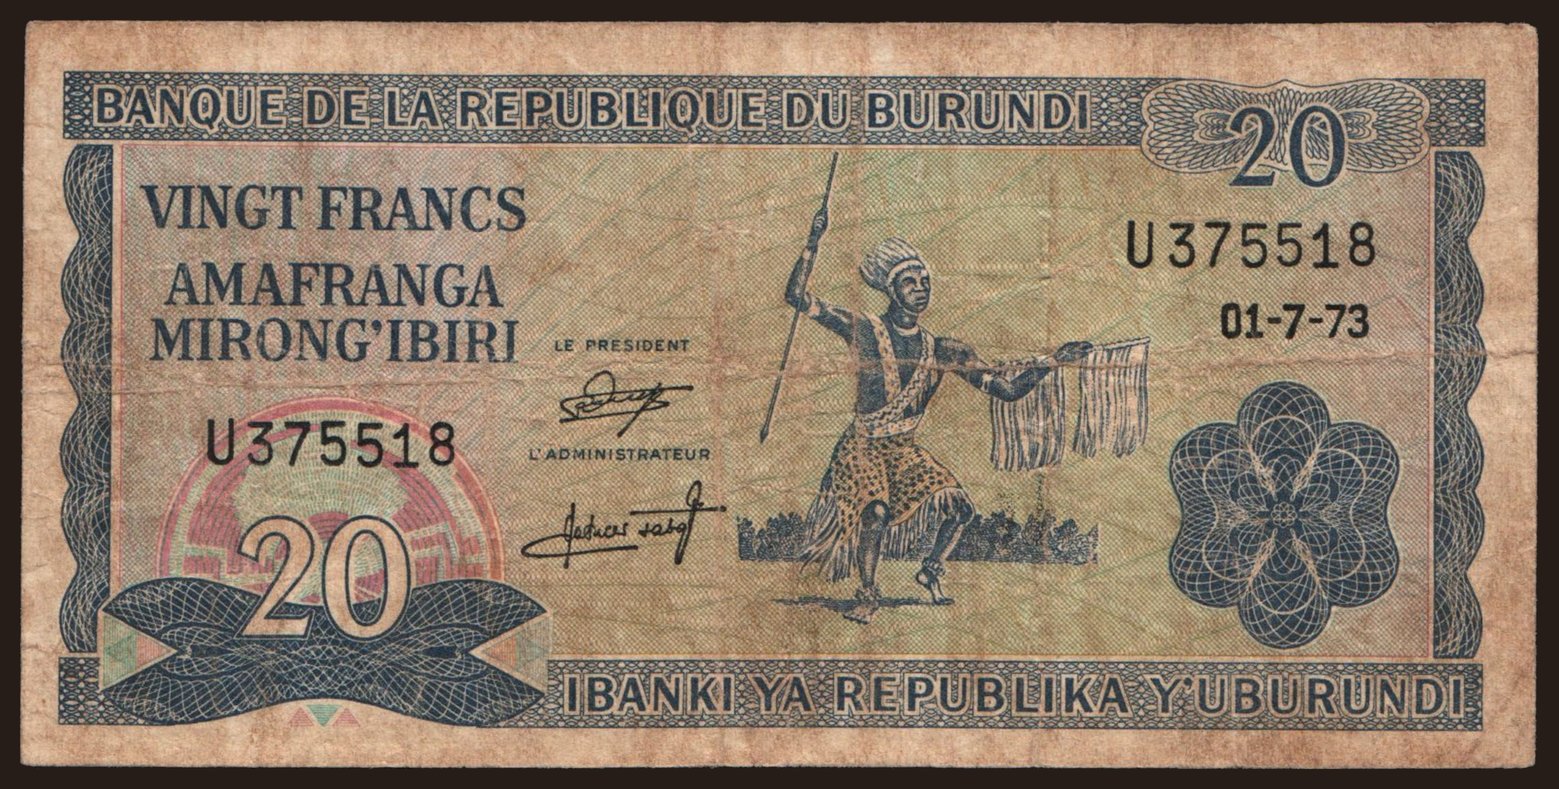 BANQUE DE LA REPUBLIQUE DU BURUNDI
20
VINGT FRANCS
AMAFRANGA
MIRONG'IBIRI
U375518
01-7-73
LE PRESIDENT
U375518
L'ADMINISTRATEUR
20
IBANKI YA REPUBLIKA Y'UBURUNDI